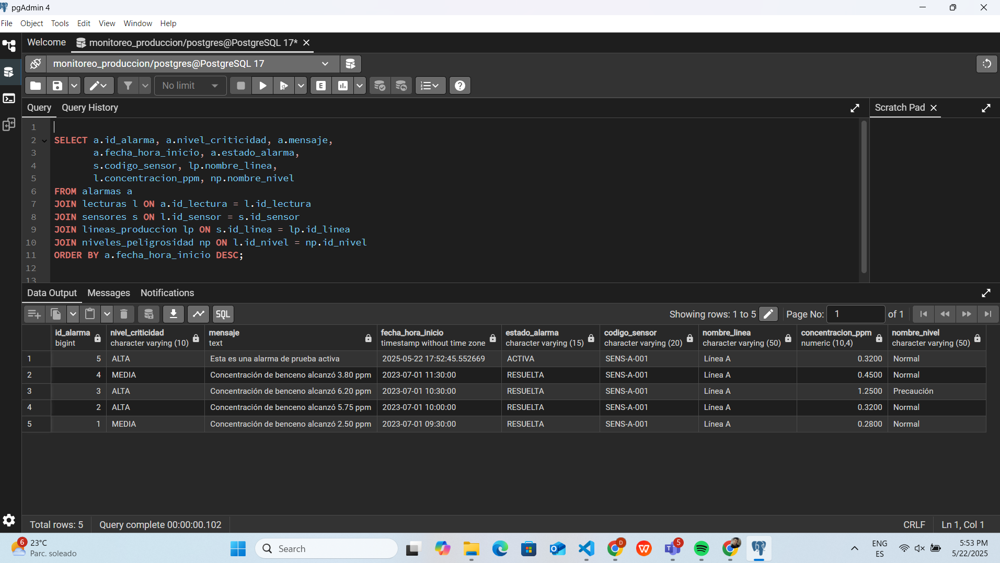 pgAdmin 4
File Object Tools Edit View Window Help
Welcome monitoreo_produccion/postgres@PostgreSQL 17*
monitoreo_produccion/postgres@PostgreSQL 17
No limit E
Query Query History Scratch Pad
1
2 SELECT a.id_alarma, a.nivel_criticidad, a.mensaje,
3 a.fecha_hora_inicio, a.estado_alarma,
4 s.codigo_sensor, lp.nombre_linea,
5 l.concentracion_ppm, np.nombre_nivel
6 FROM alarmas a
7 JOIN lecturas l ON a.id_lectura = l.id_lectura
8 JOIN sensores s ON l.id_sensor = s.id_sensor
9 JOIN lineas_produccion lp ON s.id_linea = lp.id_linea
10 JOIN niveles_peligrosidad np ON l.id_nivel = np.id_nivel
11 ORDER BY a.fecha_hora_inicio DESC;
12
13
Data Output Messages Notifications
SQL Showing rows: 1 to 5 Page No: 1 of 1
id_alarma nivel_criticidad mensaje fecha_hora_inicio estado_alarma codigo_sensor nombre_linea concentracion_ppm nombre_nivel
bigint character varying (10) text timestamp without time zone character varying (15) character varying (20) character varying (50) numeric (10,4) character varying (50)
1 5 ALTA Esta es una alarma de prueba activa 2025-05-22 17:52:45.552669 ACTIVA SENS-A-001 Línea A 0.3200 Normal
2 4 MEDIA Concentración de benceno alcanzó 3.80 ppm 2023-07-01 11:30:00 RESUELTA SENS-A-001 Línea A 0.4500 Normal
3 3 ALTA Concentración de benceno alcanzó 6.20 ppm 2023-07-01 10:30:00 RESUELTA SENS-A-001 Línea A 1.2500 Precaución
4 2 ALTA Concentración de benceno alcanzó 5.75 ppm 2023-07-01 10:00:00 RESUELTA SENS-A-001 Línea A 0.3200 Normal
5 1 MEDIA Concentración de benceno alcanzó 2.50 ppm 2023-07-01 09:30:00 RESUELTA SENS-A-001 Línea A 0.2800 Normal
Total rows: 5 Query complete 00:00:00.102 CRLF Ln 1, Col 1
6 23°C Search D W T 5 ENG 5:53 PM
Parc. soleado ES 5/22/2025